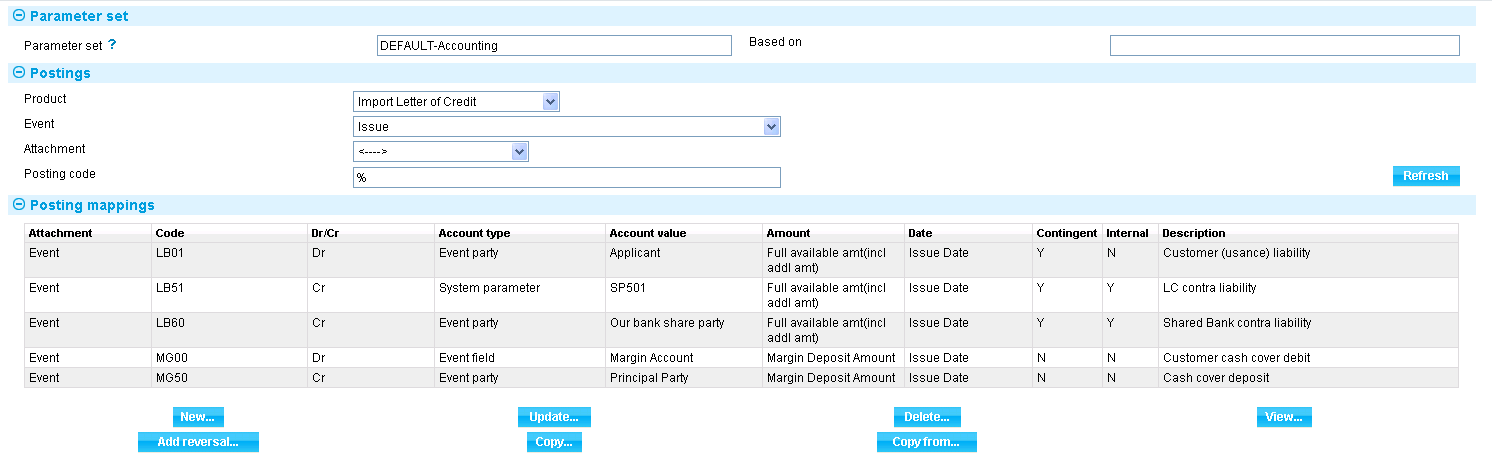 Parameter set
Parameter set ? DEFAULT-Accounting Based on
Postings
Product Import Letter of Credit
Event Issue
Attachment <---->
Posting code % Refresh
Posting mappings
Attachment Code Dr/Cr Account type Account value Amount Date Contingent Internal Description
Event LB01 Dr Event party Applicant Full available amt(incl Issue Date Y N Customer (usance) liability
addl amt)
Event LB51 Cr System parameter SP501 Full available amt(incl Issue Date Y Y LC contra liability
addl amt)
Event LB60 Cr Event party Our bank share party Full available amt(incl Issue Date Y Y Shared Bank contra liability
addl amt)
Event MG00 Dr Event field Margin Account Margin Deposit Amount Issue Date N N Customer cash cover debit
Event MG50 Cr Event party Principal Party Margin Deposit Amount Issue Date N N Cash cover deposit
New... Update... Delete... View...
Add reversal... Copy... Copy from...